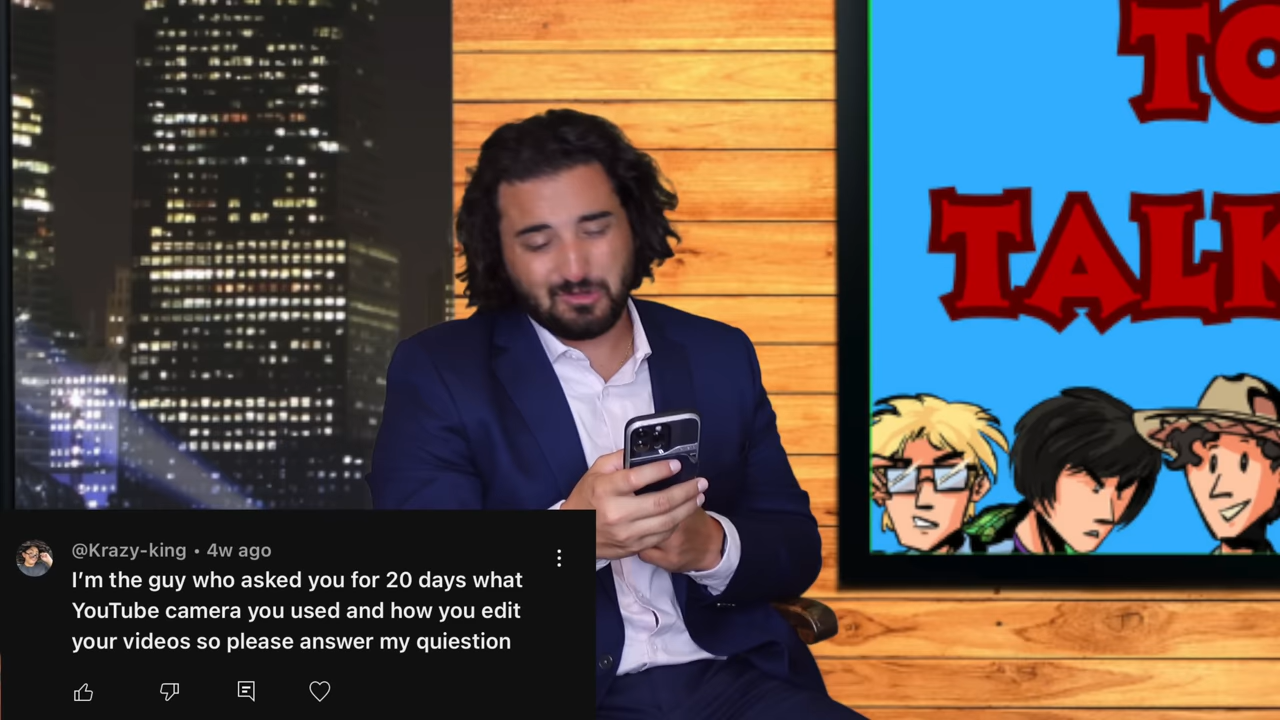 TO
TALK
@Krazy-king • 4w ago
I’m the guy who asked you for 20 days what
YouTube camera you used and how you edit
your videos so please answer my quiestion